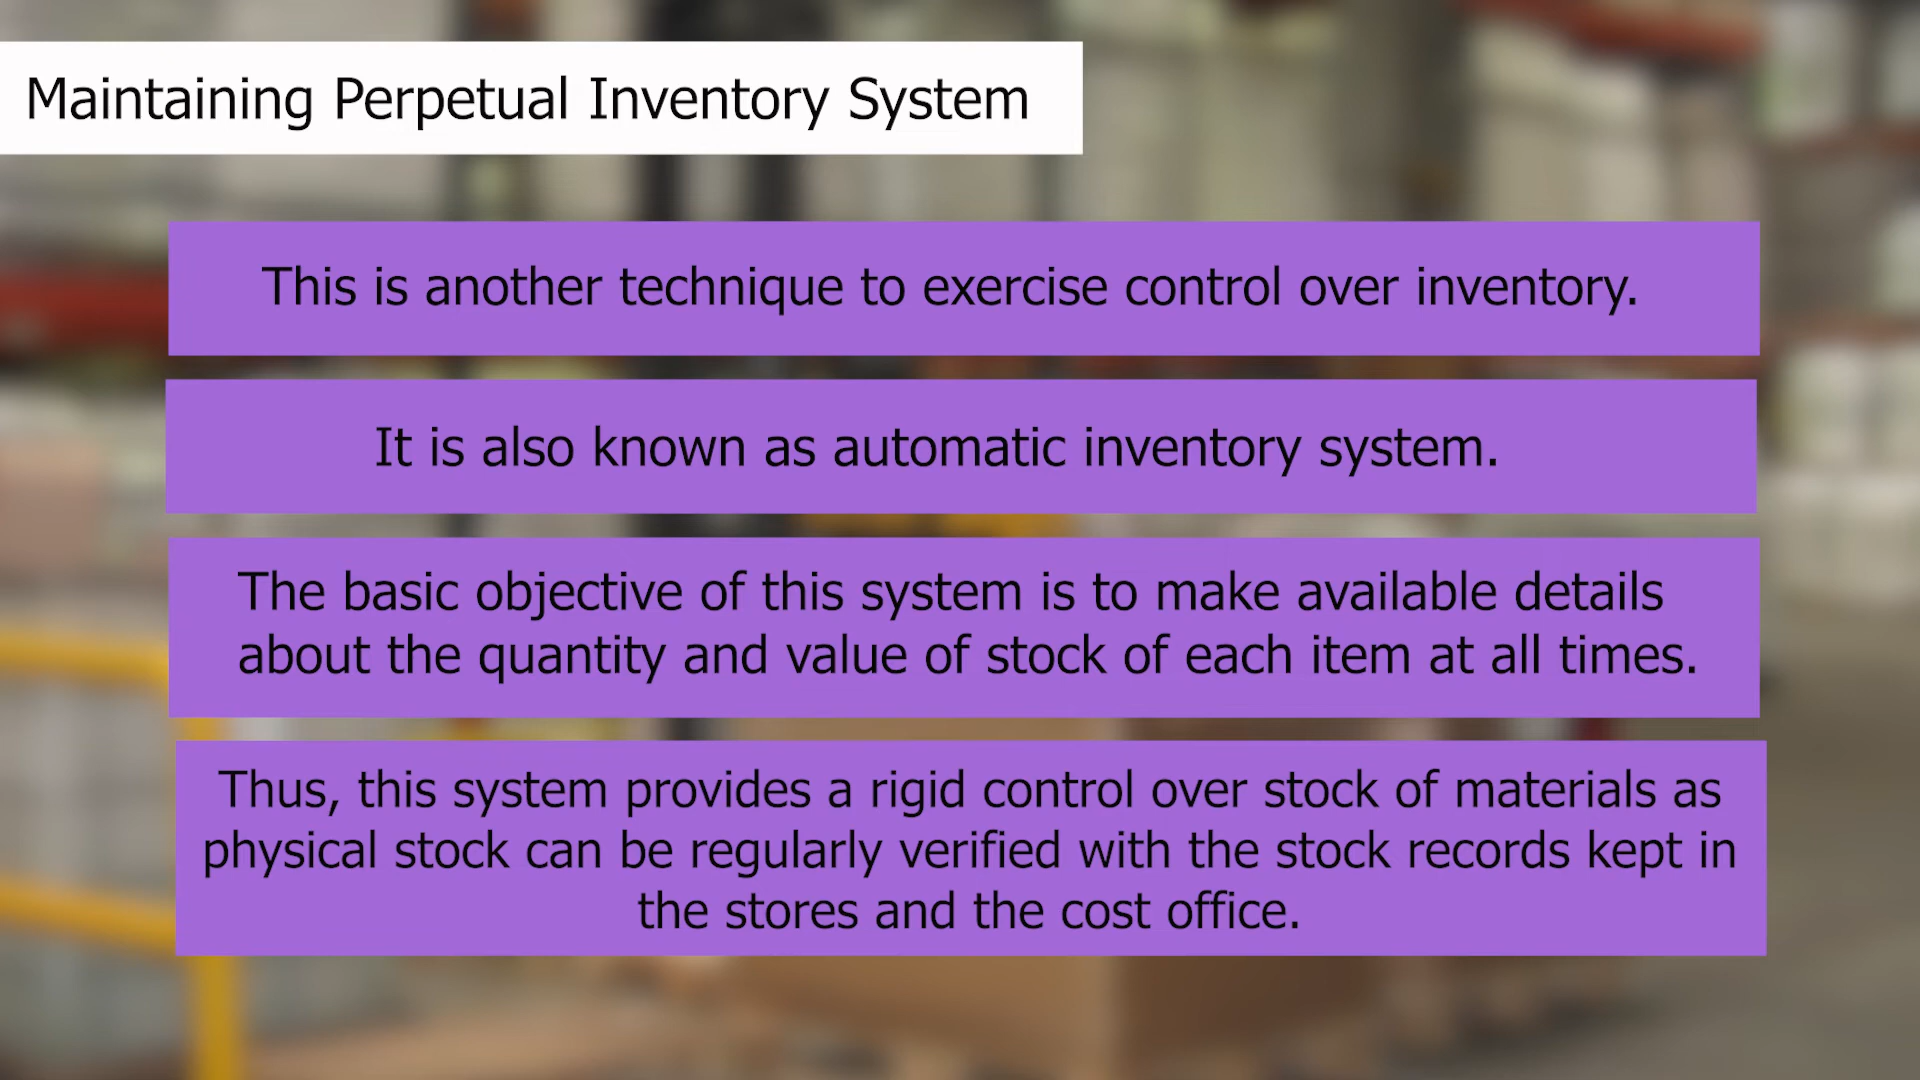 Maintaining Perpetual Inventory System
This is another technique to exercise control over inventory.
It is also known as automatic inventory system.
The basic objective of this system is to make available details
about the quantity and value of stock of each item at all times.
Thus, this system provides a rigid control over stock of materials as
physical stock can be regularly verified with the stock records kept in
the stores and the cost office.